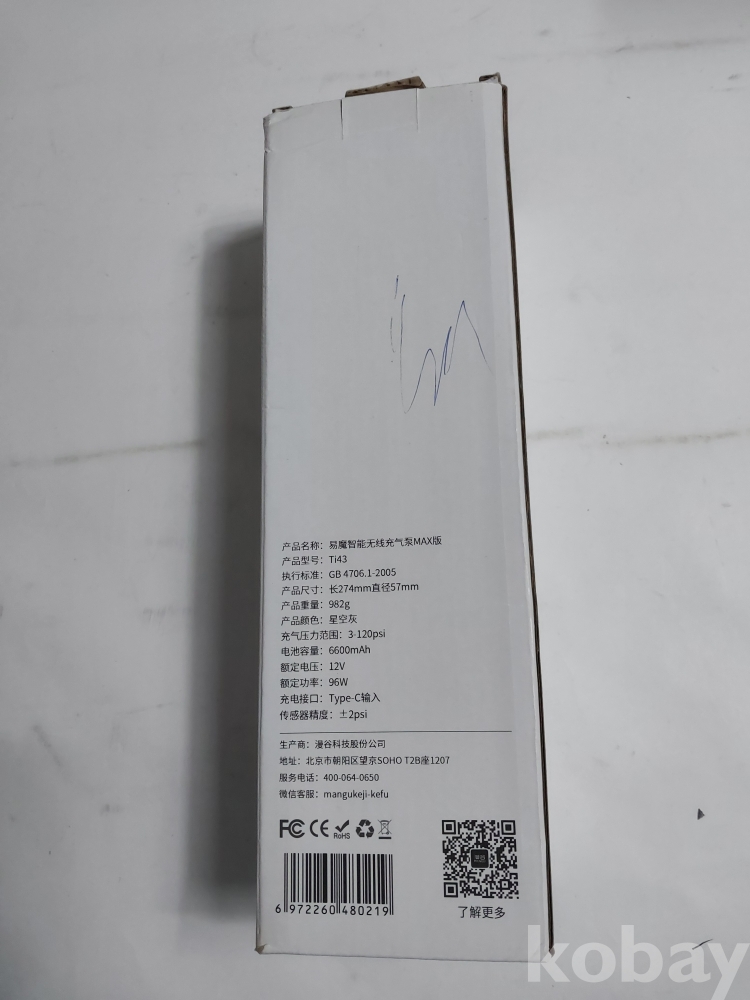 产品名称：易魔智能无线充气泵MAX版
产品型号：Ti43
执行标准：GB 4706.1-2005
产品尺寸：长274mm直径57mm
产品重量：982g
产品颜色：星空灰
充气压力范围：3-120psi
电池容量：6600mAh
额定电压：12V
额定功率：96W
充电接口：Type-C输入
传感器精度：±2psi
生产商：漫谷科技股份公司
地址：北京市朝阳区望京SOHO T2B座1207
服务电话：400-064-0650
微信客服：mangukeji-kefu
FC CE RoHS
6 972260 480219
了解更多
kobay